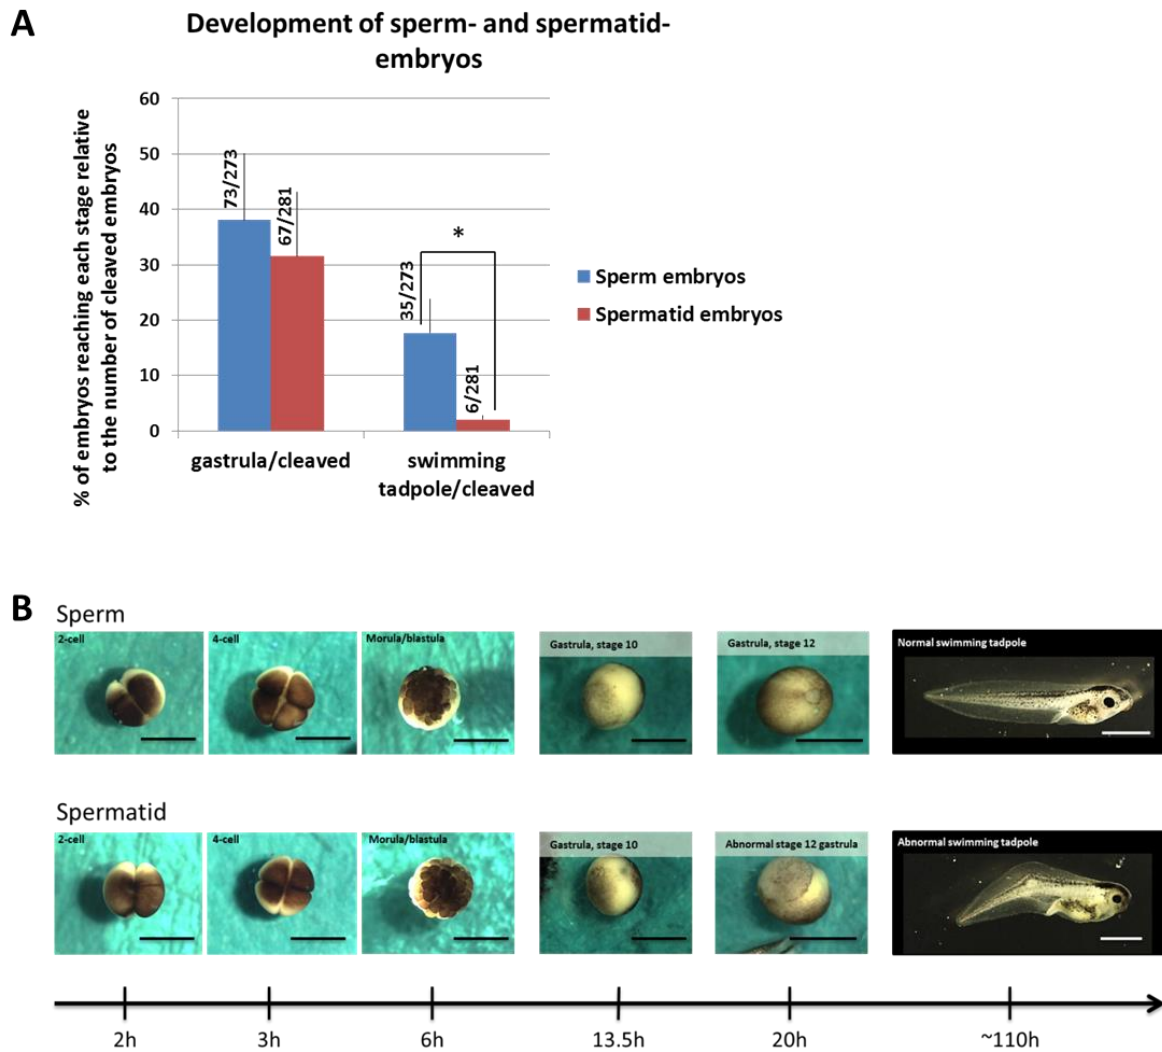 A
Development of sperm- and spermatid-
embryos
% of embryos reaching each stage relative
to the number of cleaved embryos
60
50
40
30
20
10
0
73/273
67/281
35/273
6/281
*
gastrula/cleaved
swimming
tadpole/cleaved
Sperm embryos
Spermatid embryos
B
Sperm
2-cell
4-cell
Morula/blastula
Gastrula, stage 10
Gastrula, stage 12
Normal swimming tadpole
Spermatid
2-cell
4-cell
Morula/blastula
Gastrula, stage 10
Abnormal stage 12 gastrula
Abnormal swimming tadpole
2h
3h
6h
13.5h
20h
~110h